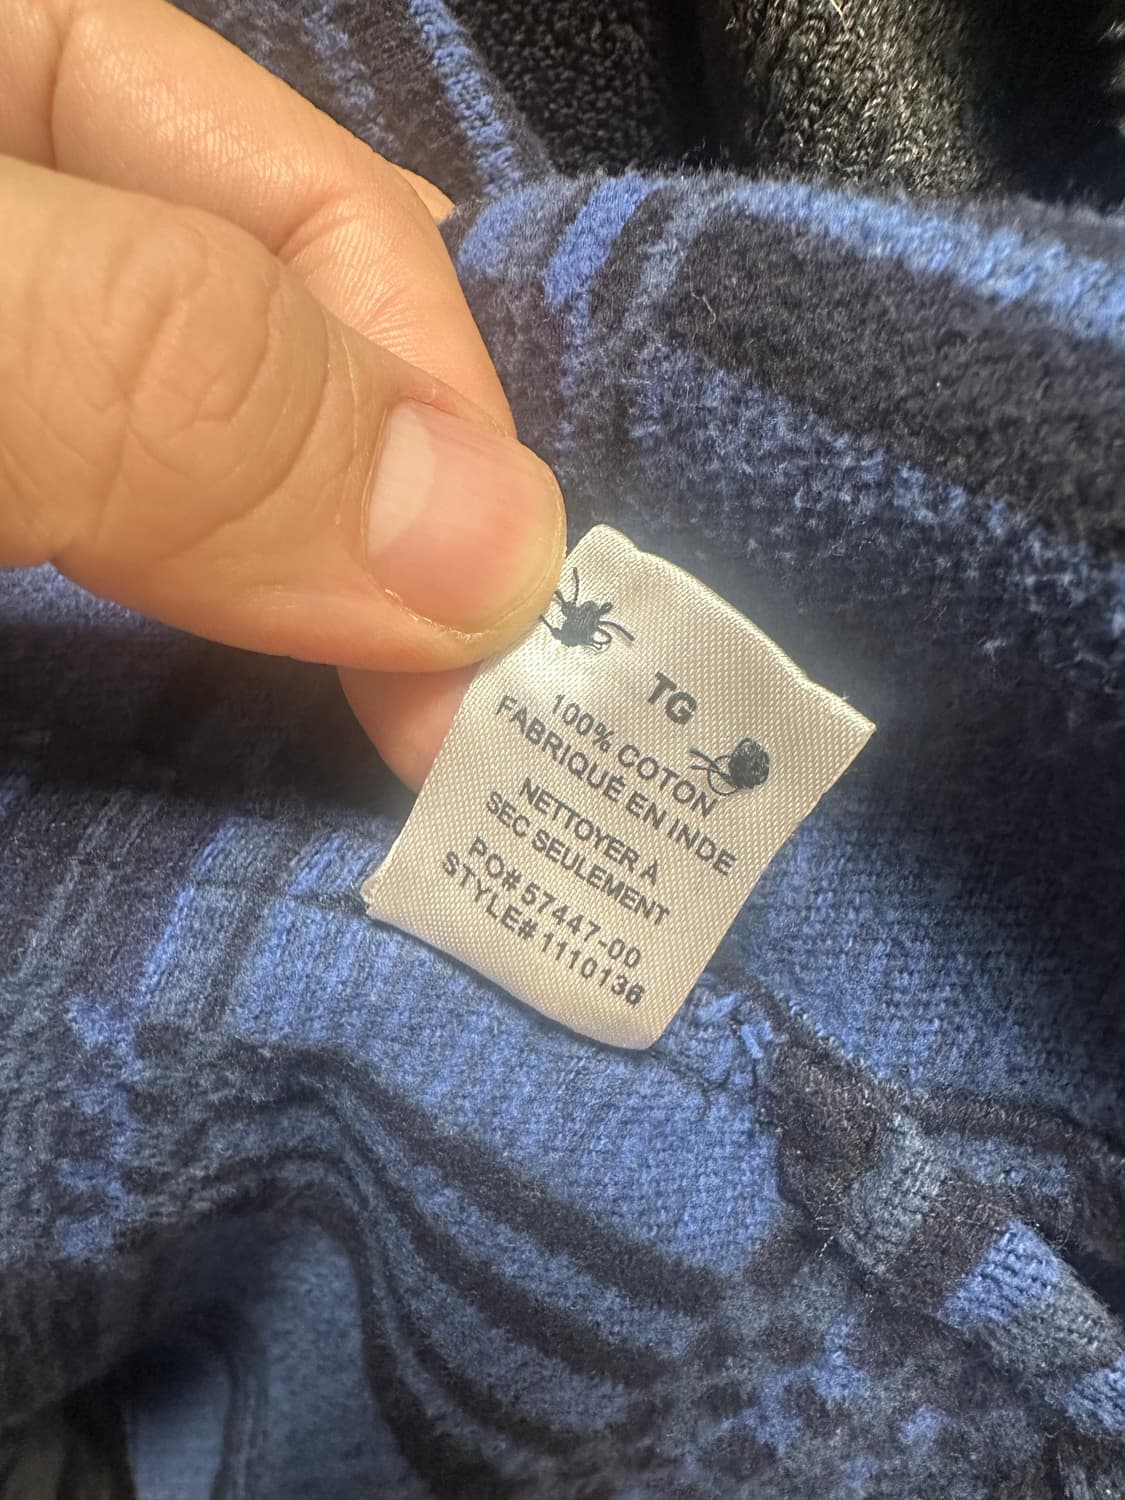 TG
100% COTON
FABRIQUÉ EN INDE
NETTOYER À
SEC SEULEMENT
PO# 57447-00
STYLE# 1110136